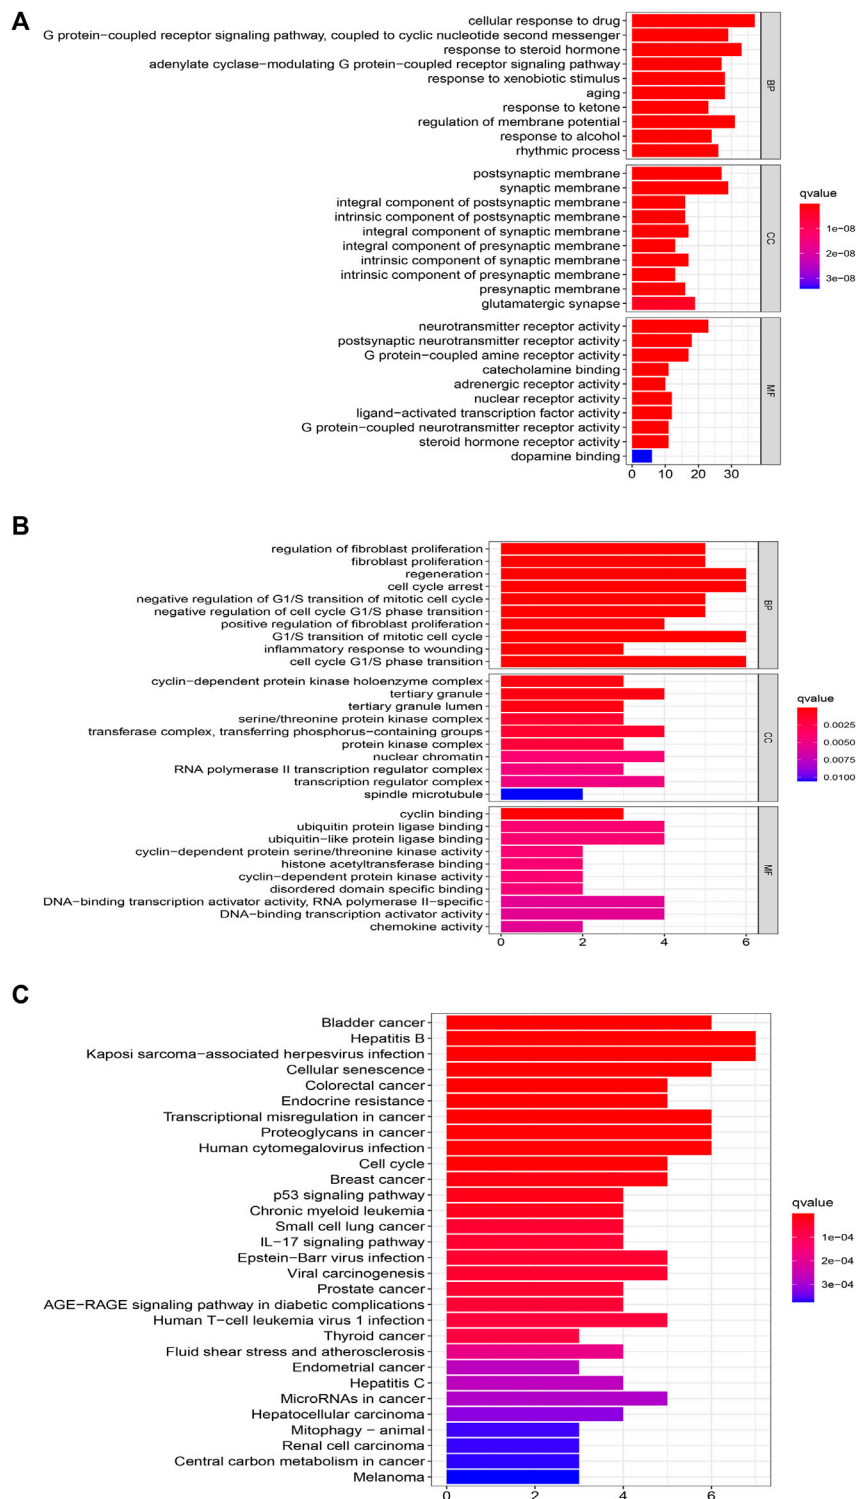 A
cellular response to drug
G protein−coupled receptor signaling pathway, coupled to cyclic nucleotide second messenger
response to steroid hormone
adenylate cyclase−modulating G protein−coupled receptor signaling pathway
response to xenobiotic stimulus
aging
response to ketone
regulation of membrane potential
response to alcohol
rhythmic process
BP
postsynaptic membrane
synaptic membrane
integral component of postsynaptic membrane
intrinsic component of postsynaptic membrane
integral component of synaptic membrane
integral component of presynaptic membrane
intrinsic component of synaptic membrane
intrinsic component of presynaptic membrane
presynaptic membrane
glutamatergic synapse
CC
neurotransmitter receptor activity
postsynaptic neurotransmitter receptor activity
G protein−coupled amine receptor activity
catecholamine binding
adrenergic receptor activity
nuclear receptor activity
ligand−activated transcription factor activity
G protein−coupled neurotransmitter receptor activity
steroid hormone receptor activity
dopamine binding
MF
0 10 20 30
qvalue
1e−08
2e−08
3e−08
B
regulation of fibroblast proliferation
fibroblast proliferation
regeneration
cell cycle arrest
negative regulation of G1/S transition of mitotic cell cycle
negative regulation of cell cycle G1/S phase transition
positive regulation of fibroblast proliferation
G1/S transition of mitotic cell cycle
inflammatory response to wounding
cell cycle G1/S phase transition
BP
cyclin−dependent protein kinase holoenzyme complex
tertiary granule
tertiary granule lumen
serine/threonine protein kinase complex
transferase complex, transferring phosphorus−containing groups
protein kinase complex
nuclear chromatin
RNA polymerase II transcription regulator complex
transcription regulator complex
spindle microtubule
CC
cyclin binding
ubiquitin protein ligase binding
ubiquitin−like protein ligase binding
cyclin−dependent protein serine/threonine kinase activity
histone acetyltransferase binding
cyclin−dependent protein kinase activity
disordered domain specific binding
DNA−binding transcription activator activity, RNA polymerase II−specific
DNA−binding transcription activator activity
chemokine activity
MF
0 2 4 6
qvalue
0.0025
0.0050
0.0075
0.0100
C
Bladder cancer
Hepatitis B
Kaposi sarcoma−associated herpesvirus infection
Cellular senescence
Colorectal cancer
Endocrine resistance
Transcriptional misregulation in cancer
Proteoglycans in cancer
Human cytomegalovirus infection
Cell cycle
Breast cancer
p53 signaling pathway
Chronic myeloid leukemia
Small cell lung cancer
IL−17 signaling pathway
Epstein−Barr virus infection
Viral carcinogenesis
Prostate cancer
AGE−RAGE signaling pathway in diabetic complications
Human T−cell leukemia virus 1 infection
Thyroid cancer
Fluid shear stress and atherosclerosis
Endometrial cancer
Hepatitis C
MicroRNAs in cancer
Hepatocellular carcinoma
Mitophagy − animal
Renal cell carcinoma
Central carbon metabolism in cancer
Melanoma
0 2 4 6
qvalue
1e−04
2e−04
3e−04